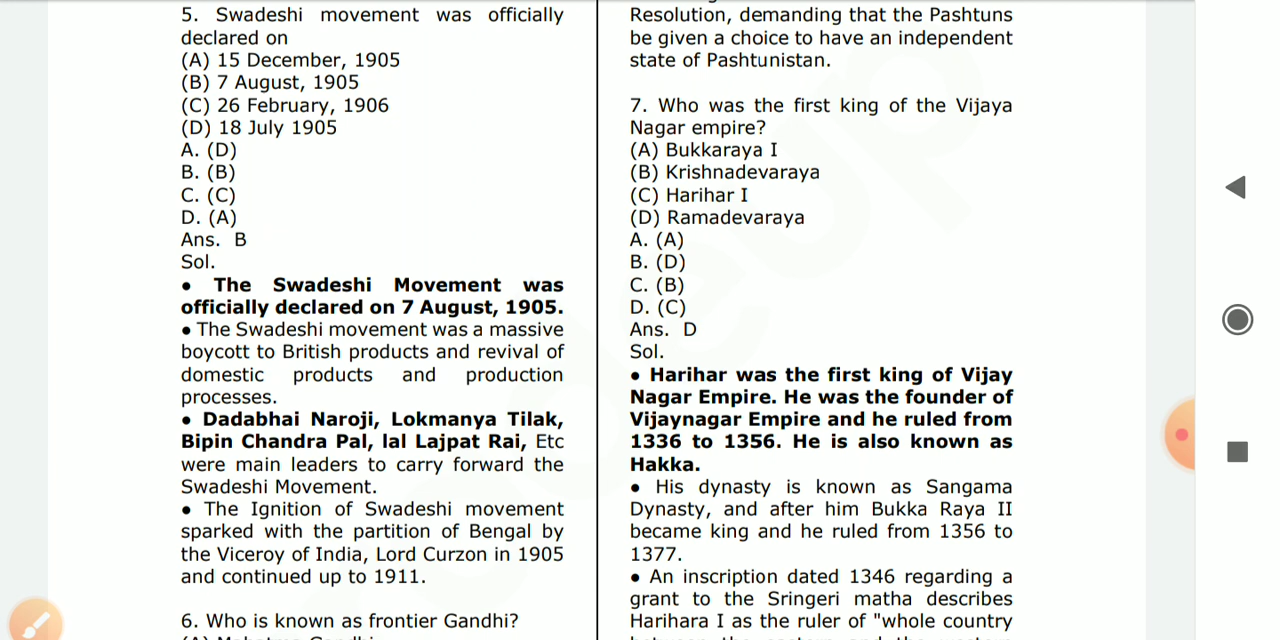 5. Swadeshi movement was officially
declared on
(A) 15 December, 1905
(B) 7 August, 1905
(C) 26 February, 1906
(D) 18 July 1905
A. (D)
B. (B)
C. (C)
D. (A)
Ans. B
Sol.
● The Swadeshi Movement was
officially declared on 7 August, 1905.
● The Swadeshi movement was a massive
boycott to British products and revival of
domestic products and production
processes.
● Dadabhai Naroji, Lokmanya Tilak,
Bipin Chandra Pal, lal Lajpat Rai, Etc
were main leaders to carry forward the
Swadeshi Movement.
● The Ignition of Swadeshi movement
sparked with the partition of Bengal by
the Viceroy of India, Lord Curzon in 1905
and continued up to 1911.
6. Who is known as frontier Gandhi?
Resolution, demanding that the Pashtuns
be given a choice to have an independent
state of Pashtunistan.
7. Who was the first king of the Vijaya
Nagar empire?
(A) Bukkaraya I
(B) Krishnadevaraya
(C) Harihar I
(D) Ramadevaraya
A. (A)
B. (D)
C. (B)
D. (C)
Ans. D
Sol.
● Harihar was the first king of Vijay
Nagar Empire. He was the founder of
Vijaynagar Empire and he ruled from
1336 to 1356. He is also known as
Hakka.
● His dynasty is known as Sangama
Dynasty, and after him Bukka Raya II
became king and he ruled from 1356 to
1377.
● An inscription dated 1346 regarding a
grant to the Sringeri matha describes
Harihara I as the ruler of "whole country